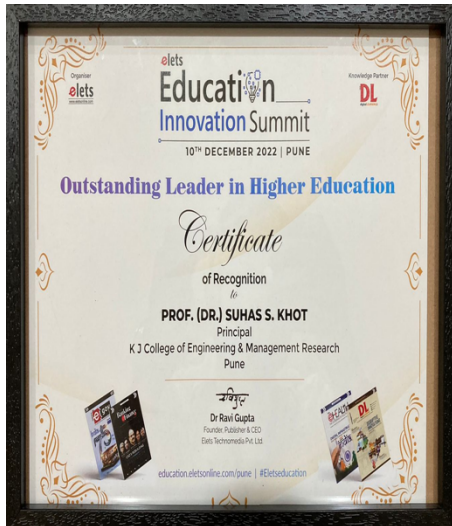 elets
Education
Innovation Summit
10TH DECEMBER 2022 | PUNE
Organiser
elets
Knowledge Partner
DL
Outstanding Leader in Higher Education
Certificate
of Recognition
to
PROF. (DR.) SUHAS S. KHOT
Principal
K J College of Engineering & Management Research
Pune
Dr Ravi Gupta
Founder, Publisher & CEO
Elets Technomedia Pvt. Ltd.
DL
education.eletsonline.com/pune | #Eletseducation